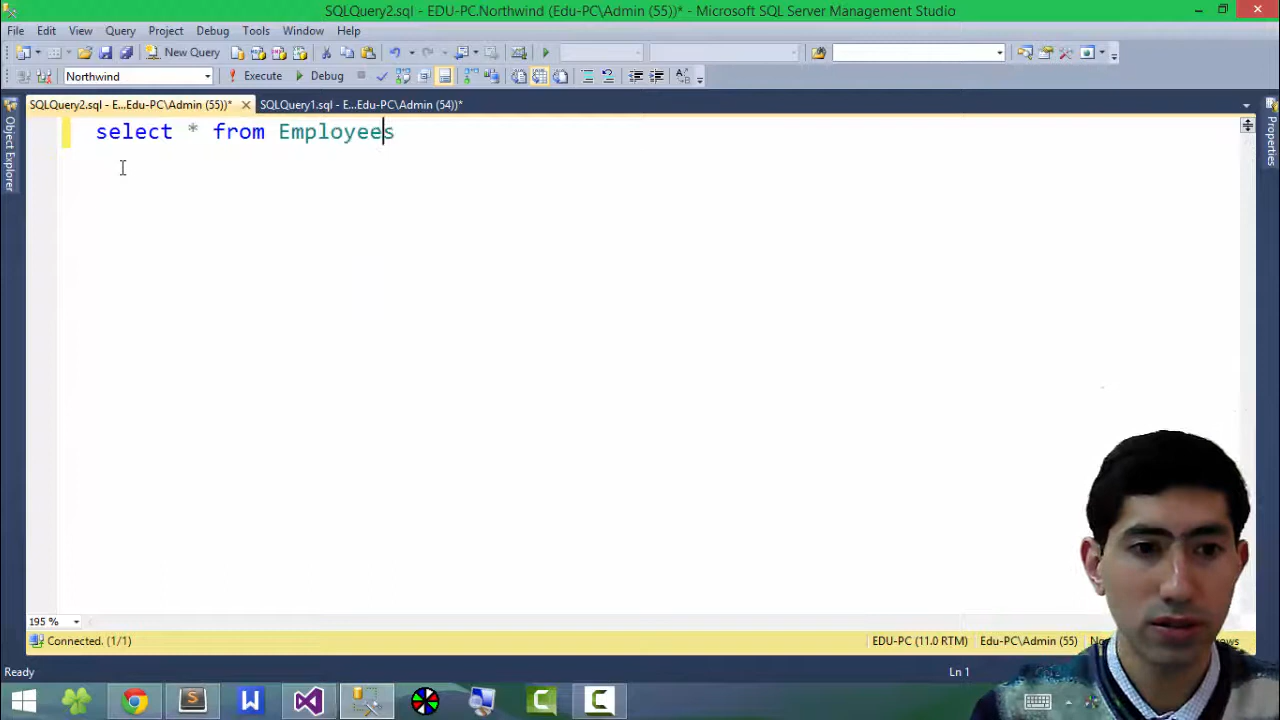 SQLQuery2.sql - EDU-PC.Northwind (Edu-PC\Admin (55))* - Microsoft SQL Server Management Studio
File Edit View Query Project Debug Tools Window Help
New Query
Northwind Execute Debug
SQLQuery2.sql - E...Edu-PC\Admin (55))* SQLQuery1.sql - E...Edu-PC\Admin (54))*
Object Explorer
select * from Employees
Properties
195 %
Connected. (1/1) EDU-PC (11.0 RTM) Edu-PC\Admin (55)
Ready Ln 1